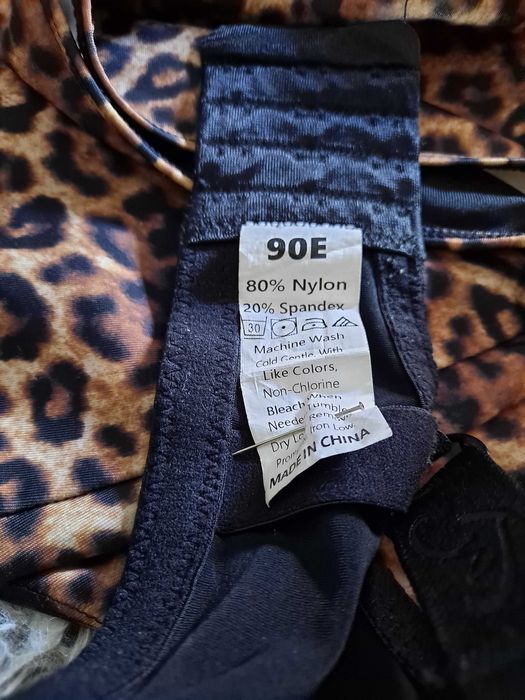 90E
80% Nylon
20% Spandex
30
Machine Wash
Cold Gentle, With
Like Colors,
Non-Chlorine
Bleach When
Needed Tumble
Dry Low Iron Low.
MADE IN CHINA